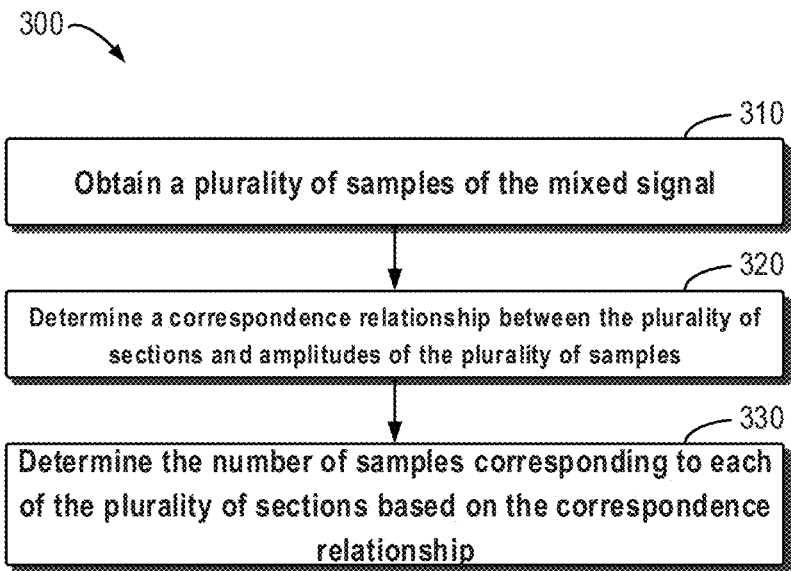 300
310
Obtain a plurality of samples of the mixed signal
320
Determine a correspondence relationship between the plurality of
sections and amplitudes of the plurality of samples
330
Determine the number of samples corresponding to each
of the plurality of sections based on the correspondence
relationship